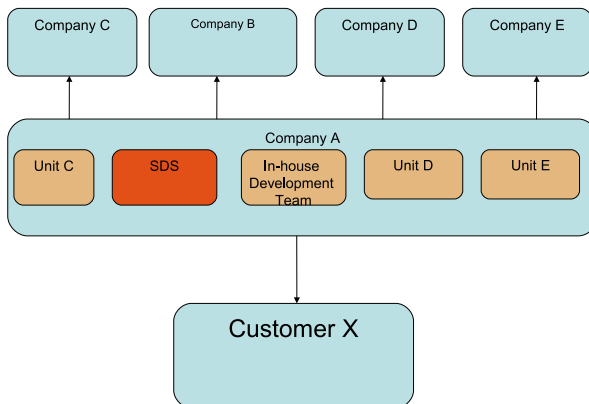 Company C
Company B
Company D
Company E
Company A
Unit C
SDS
In-house
Development
Team
Unit D
Unit E
Customer X